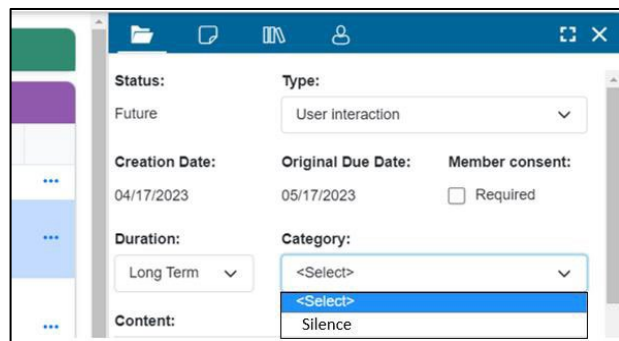 Status: Type:
Future User interaction
Creation Date: Original Due Date: Member consent:
04/17/2023 05/17/2023 Required
Duration: Category:
Long Term <Select>
<Select>
Silence
Content: